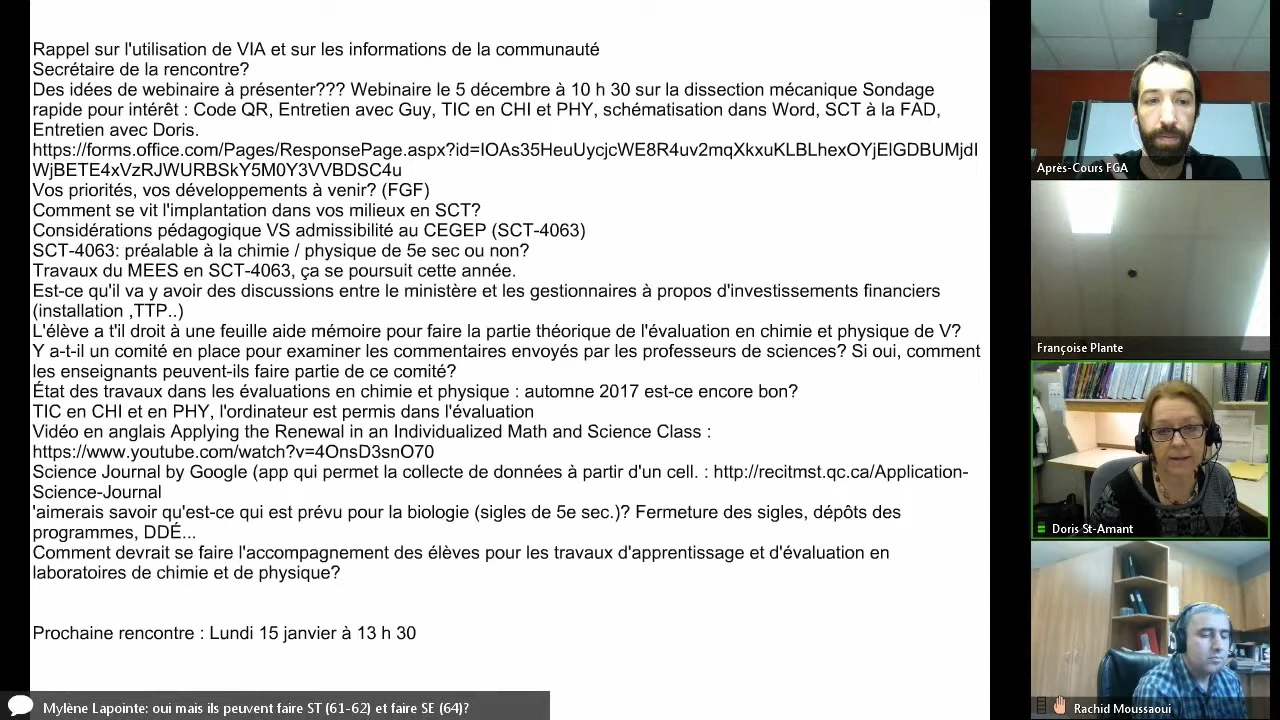 Rappel sur l'utilisation de VIA et sur les informations de la communauté
Secrétaire de la rencontre?
Des idées de webinaire à présenter??? Webinaire le 5 décembre à 10 h 30 sur la dissection mécanique Sondage
rapide pour intérêt : Code QR, Entretien avec Guy, TIC en CHI et PHY, schématisation dans Word, SCT à la FAD,
Entretien avec Doris.
https://forms.office.com/Pages/ResponsePage.aspx?id=IOAs35HeuUycjcWE8R4uv2mqXkxuKLBLhexOYjElGDBUMjdI
WjBETE4xVzRJWURBSkY5M0Y3VVBDSC4u
Vos priorités, vos développements à venir? (FGF)
Comment se vit l'implantation dans vos milieux en SCT?
Considérations pédagogique VS admissibilité au CEGEP (SCT-4063)
SCT-4063: préalable à la chimie / physique de 5e sec ou non?
Travaux du MEES en SCT-4063, ça se poursuit cette année.
Est-ce qu'il va y avoir des discussions entre le ministère et les gestionnaires à propos d'investissements financiers
(installation ,TTP..)
L'élève a t'il droit à une feuille aide mémoire pour faire la partie théorique de l'évaluation en chimie et physique de V?
Y a-t-il un comité en place pour examiner les commentaires envoyés par les professeurs de sciences? Si oui, comment
les enseignants peuvent-ils faire partie de ce comité?
État des travaux dans les évaluations en chimie et physique : automne 2017 est-ce encore bon?
TIC en CHI et en PHY, l'ordinateur est permis dans l'évaluation
Vidéo en anglais Applying the Renewal in an Individualized Math and Science Class :
https://www.youtube.com/watch?v=4OnsD3snO70
Science Journal by Google (app qui permet la collecte de données à partir d'un cell. : http://recitmst.qc.ca/Application-
Science-Journal
'aimerais savoir qu'est-ce qui est prévu pour la biologie (sigles de 5e sec.)? Fermeture des sigles, dépôts des
programmes, DDÉ...
Comment devrait se faire l'accompagnement des élèves pour les travaux d'apprentissage et d'évaluation en
laboratoires de chimie et de physique?
Prochaine rencontre : Lundi 15 janvier à 13 h 30
Mylène Lapointe: oui mais ils peuvent faire ST (61-62) et faire SE (64)?
Après-Cours FGA
Françoise Plante
Doris St-Amant
Rachid Moussaoui